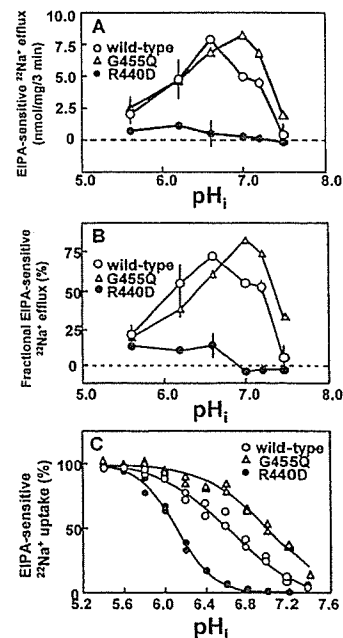 A
EIPA-sensitive ²²Na⁺ efflux
(nmol/mg/3 min)
10.0
7.5
5.0
2.5
0
wild-type
G455Q
R440D
5.0 6.0 7.0 8.0
pHi
B
Fractional EIPA-sensitive
²²Na⁺ efflux (%)
75
50
25
0
wild-type
G455Q
R440D
5.0 6.0 7.0 8.0
pHi
C
EIPA-sensitive
²²Na⁺ uptake (%)
100
50
0
wild-type
G455Q
R440D
5.2 5.6 6.0 6.4 6.8 7.2 7.6
pHi